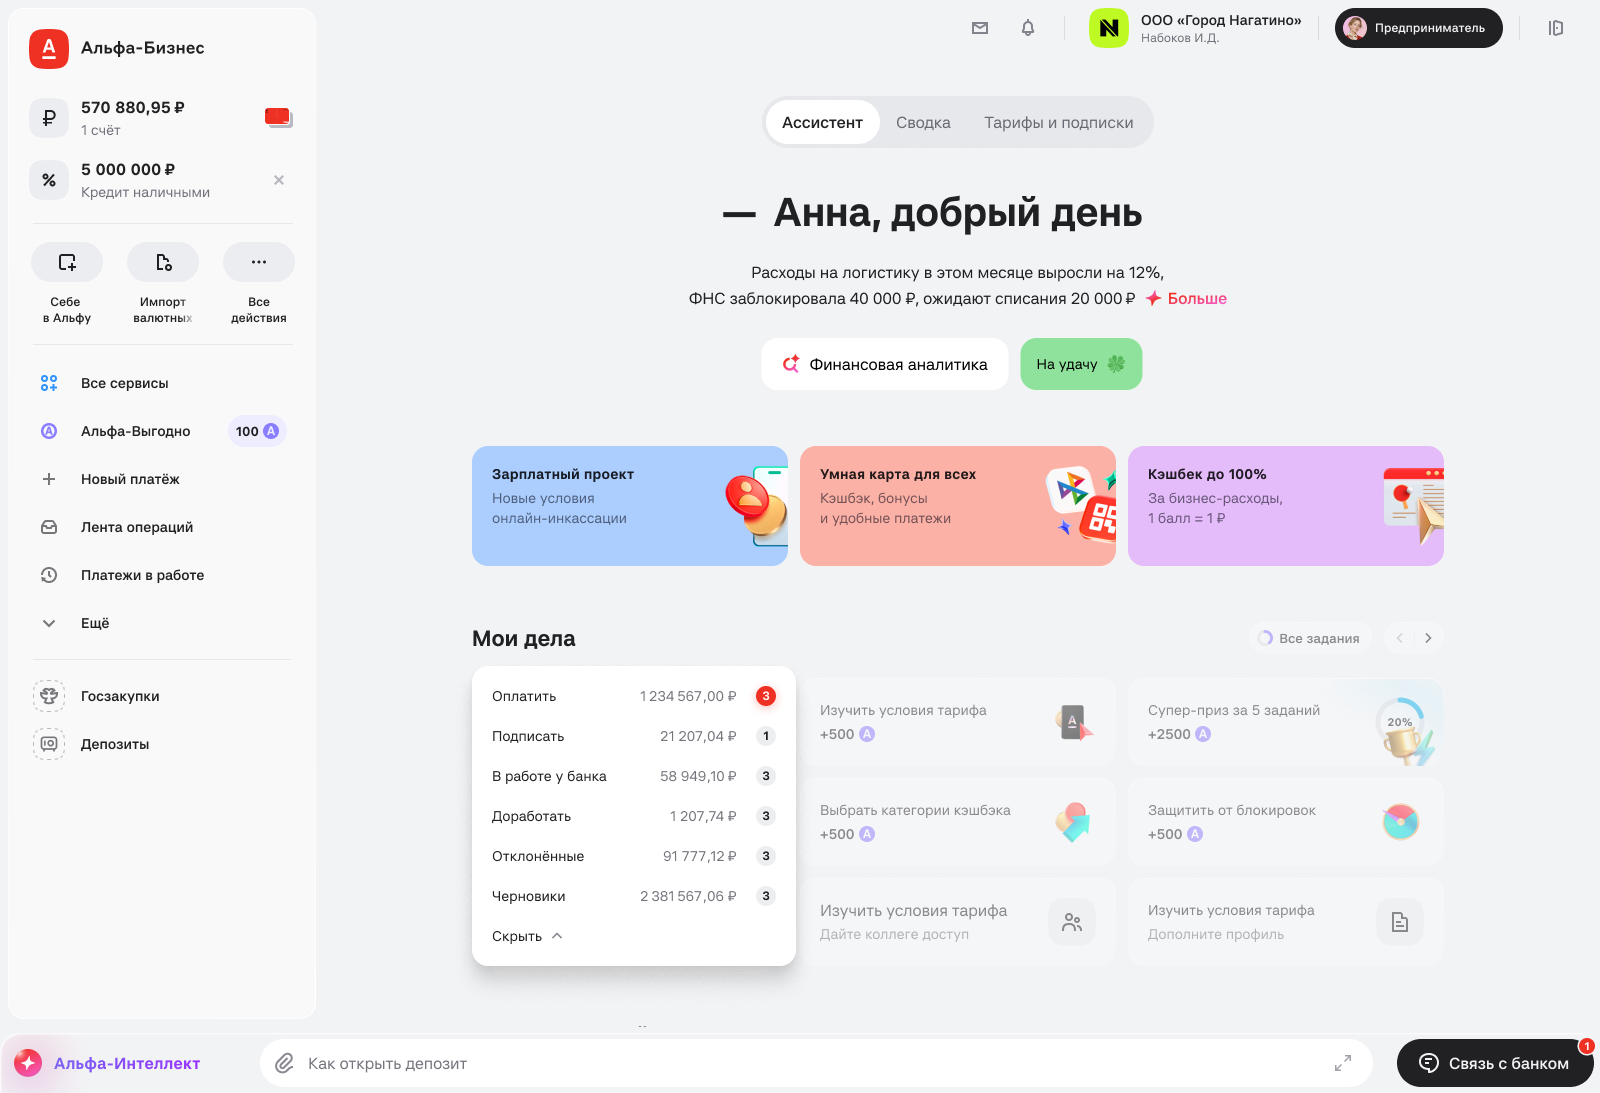 Альфа-Бизнес
570 880,95 ₽
1 счёт
5 000 000 ₽
Кредит наличными
Себе
в Альфу
Импорт
валютных
Все
действия
Все сервисы
Альфа-Выгодно
100 A
Новый платёж
Лента операций
Платежи в работе
Ещё
Госзакупки
Депозиты
ООО «Город Нагатино»
Набоков И.Д.
Предприниматель
Ассистент
Сводка
Тарифы и подписки
— Анна, добрый день
Расходы на логистику в этом месяце выросли на 12%,
ФНС заблокировала 40 000 ₽, ожидают списания 20 000 ₽ Больше
Финансовая аналитика
На удачу
Зарплатный проект
Новые условия
онлайн-инкассации
Умная карта для всех
Кэшбэк, бонусы
и удобные платежи
Кэшбек до 100%
За бизнес-расходы,
1 балл = 1 ₽
Мои дела
Все задания
Оплатить 1 234 567,00 ₽ 3
Подписать 21 207,04 ₽ 1
В работе у банка 58 949,10 ₽ 3
Доработать 1 207,74 ₽ 3
Отклонённые 91 777,12 ₽ 3
Черновики 2 381 567,06 ₽ 3
Скрыть
Изучить условия тарифа
+500 A
Супер-приз за 5 заданий
+2500 A
20%
Выбрать категории кэшбэка
+500 A
Защитить от блокировок
+500 A
Изучить условия тарифа
Дайте коллеге доступ
Изучить условия тарифа
Дополните профиль
Альфа-Интеллект
Как открыть депозит
Связь с банком
1